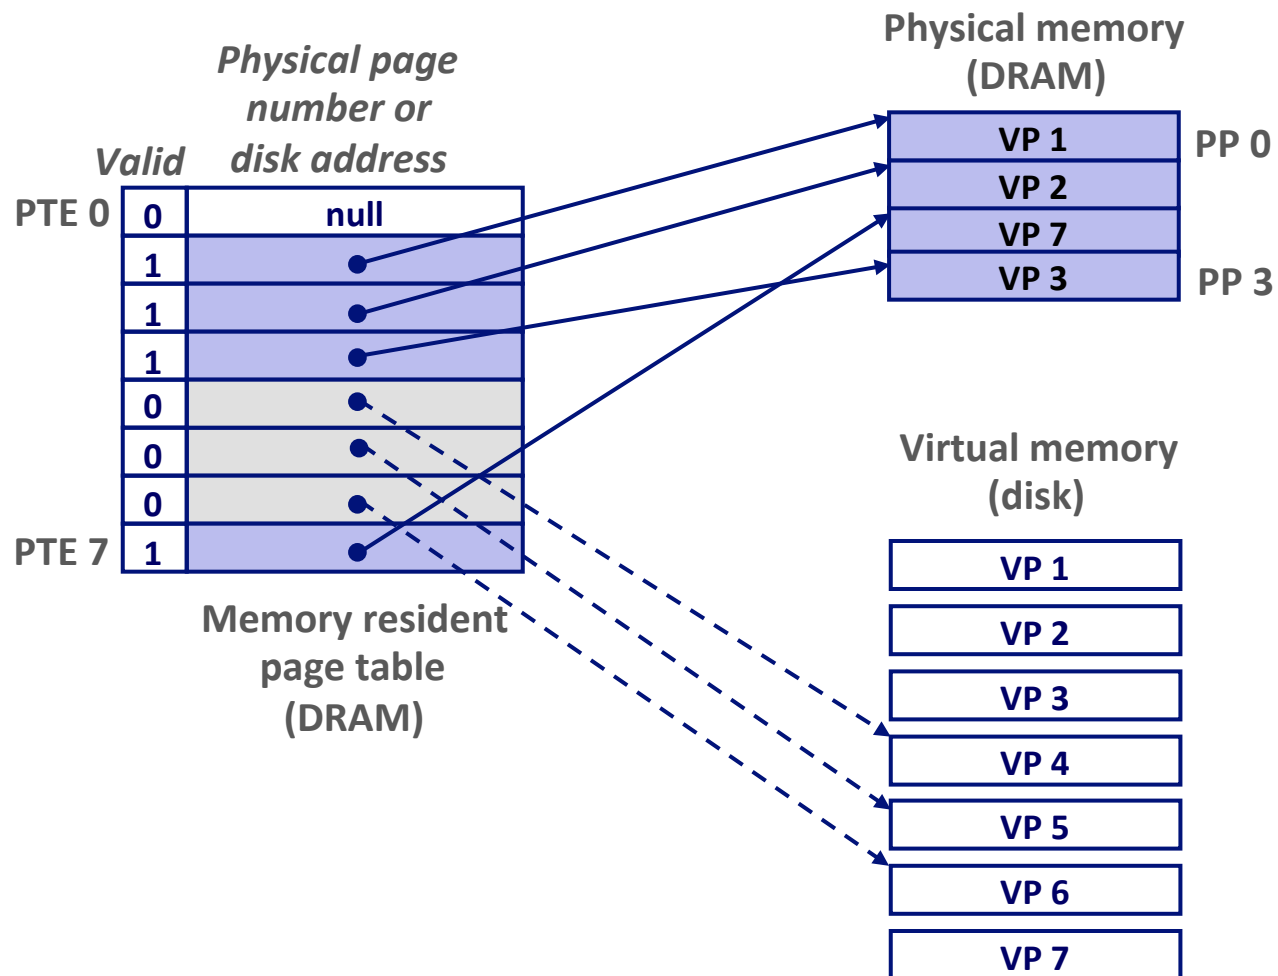 Physical page
number or
disk address
Valid
PTE 0
0
null
1
1
1
0
0
0
PTE 7
1
Memory resident
page table
(DRAM)
Physical memory
(DRAM)
VP 1
PP 0
VP 2
VP 7
VP 3
PP 3
Virtual memory
(disk)
VP 1
VP 2
VP 3
VP 4
VP 5
VP 6
VP 7